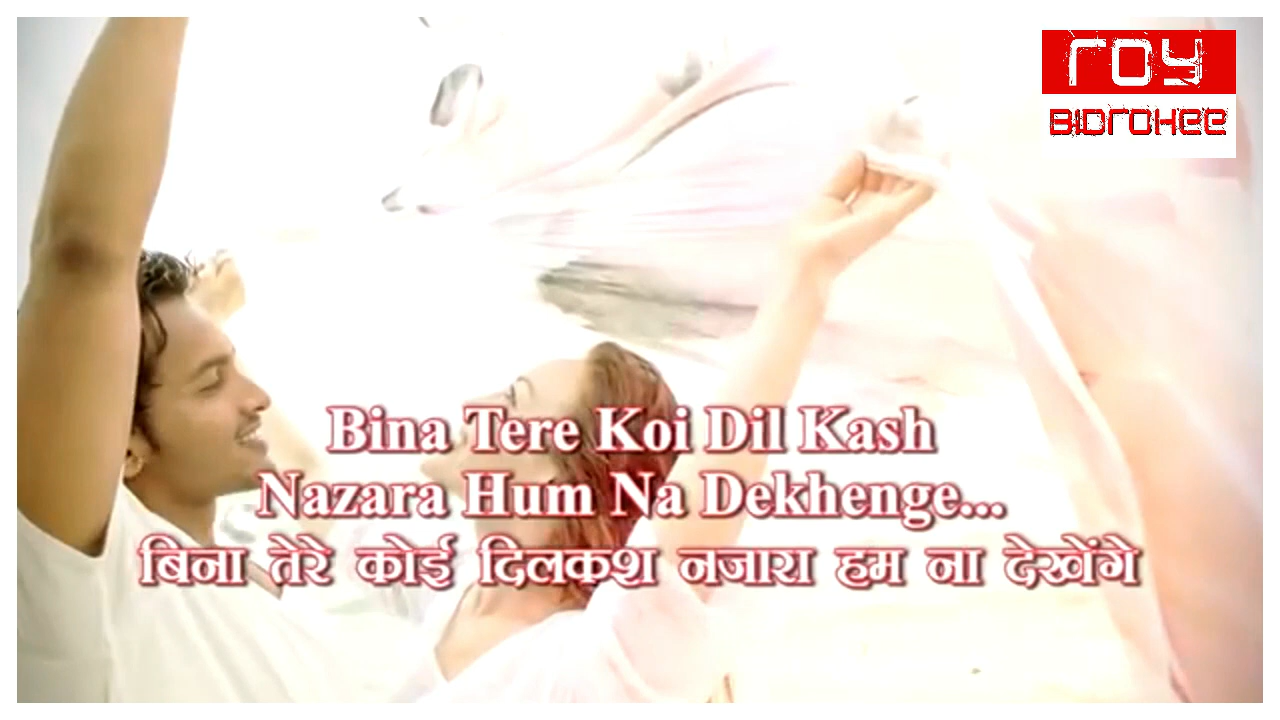 ROY
BIDROHEE
Bina Tere Koi Dil Kash
Nazara Hum Na Dekhenge...
बिना तेरे कोई दिलकश नजारा हम ना देखेंगे